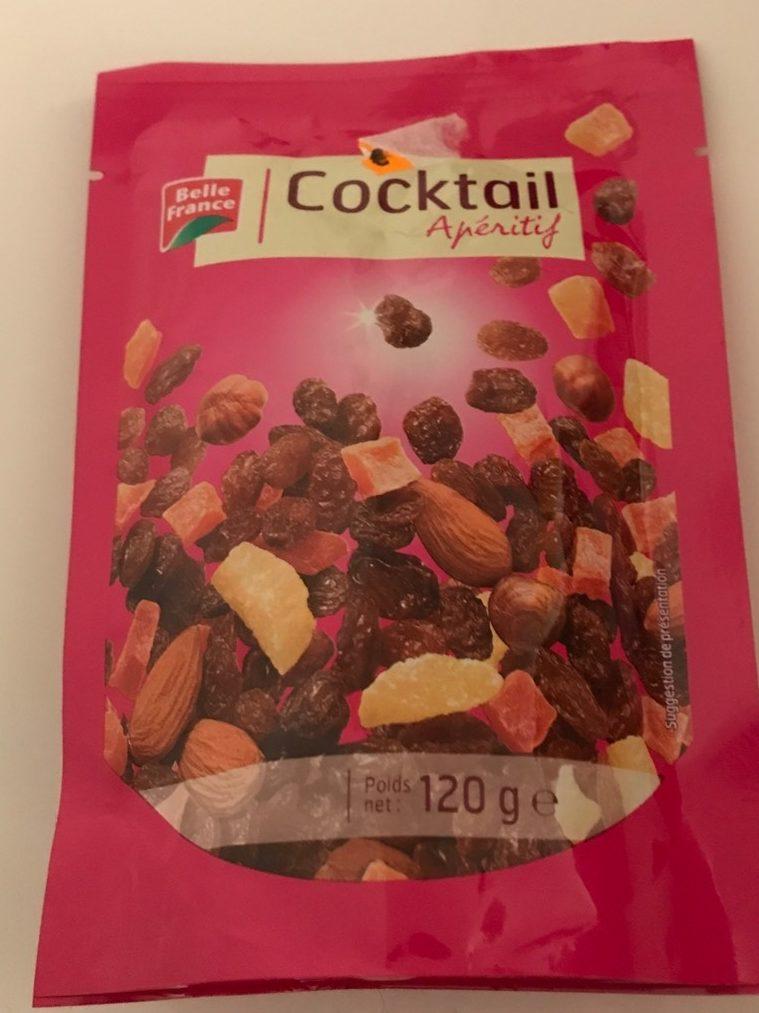 Belle
France
Cocktail
Apéritif
Suggestion de présentation
Poids
net : 120 g e